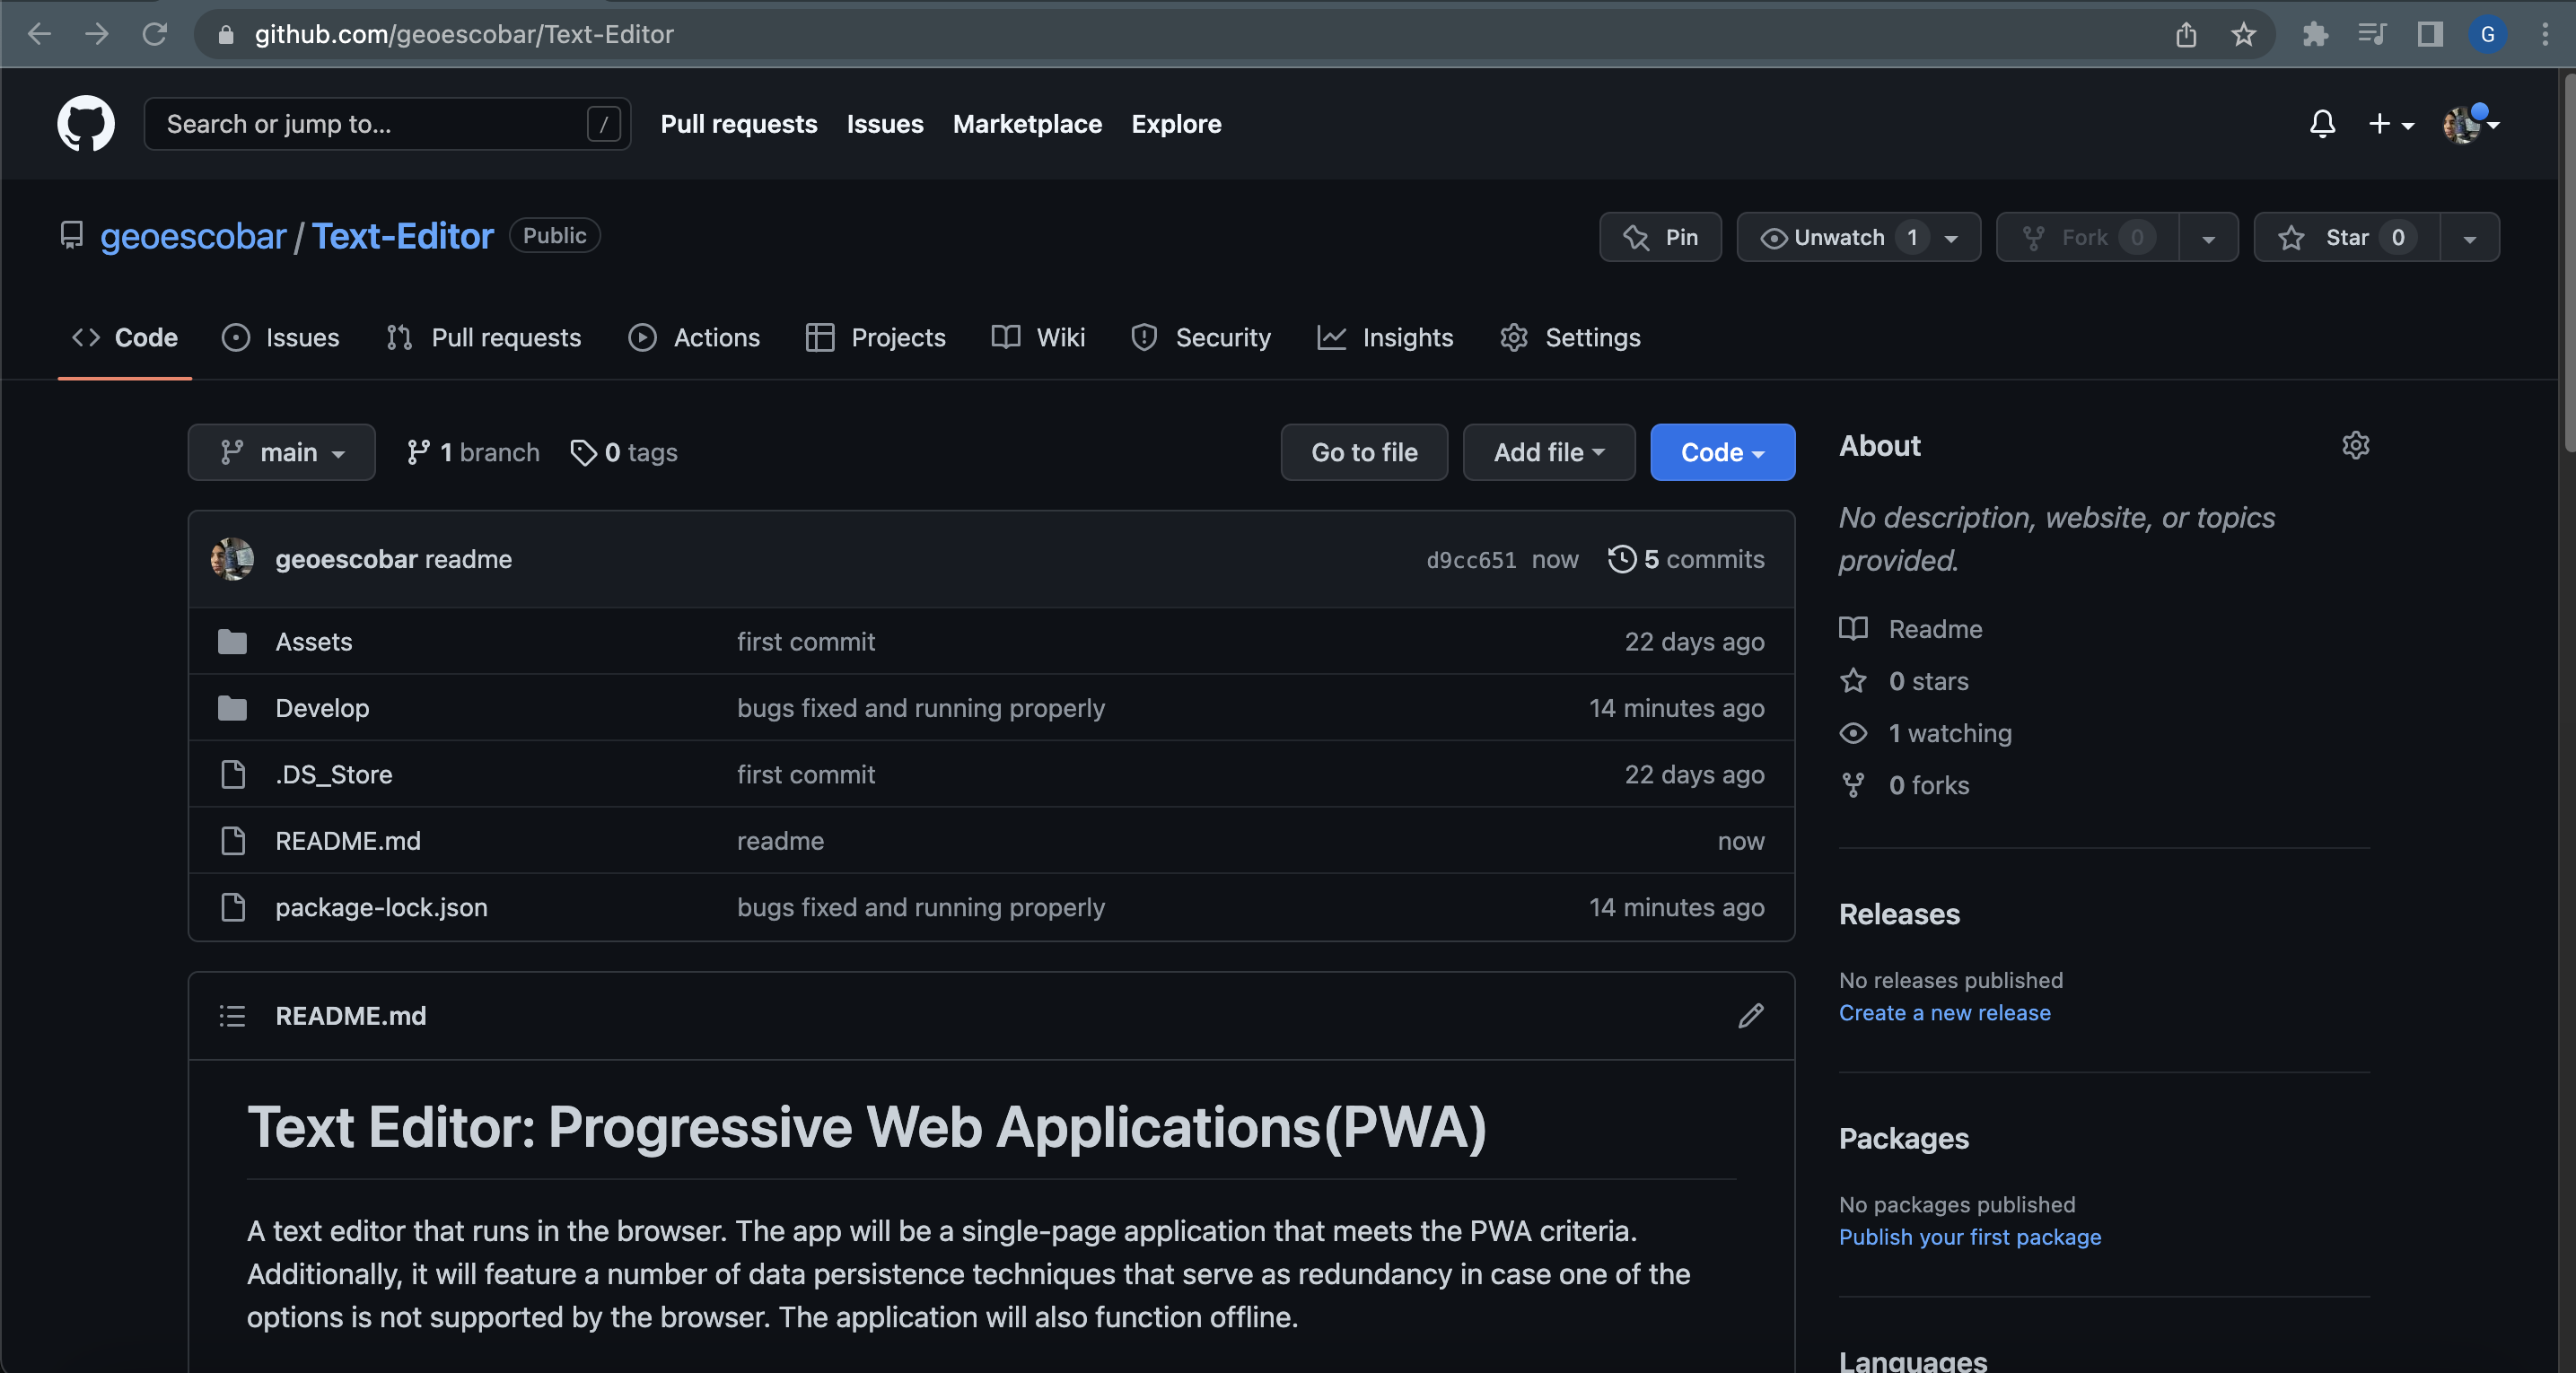 github.com/geoescobar/Text-Editor
G
Search or jump to... /
Pull requests Issues Marketplace Explore
geoescobar / Text-Editor Public
Pin Unwatch 1 Fork 0 Star 0
Code Issues Pull requests Actions Projects Wiki Security Insights Settings
main 1 branch 0 tags
Go to file Add file Code
geoescobar readme d9cc651 now 5 commits
Assets first commit 22 days ago
Develop bugs fixed and running properly 14 minutes ago
.DS_Store first commit 22 days ago
README.md readme now
package-lock.json bugs fixed and running properly 14 minutes ago
README.md
Text Editor: Progressive Web Applications(PWA)
A text editor that runs in the browser. The app will be a single-page application that meets the PWA criteria.
Additionally, it will feature a number of data persistence techniques that serve as redundancy in case one of the
options is not supported by the browser. The application will also function offline.
About
No description, website, or topics
provided.
Readme
0 stars
1 watching
0 forks
Releases
No releases published
Create a new release
Packages
No packages published
Publish your first package
Languages